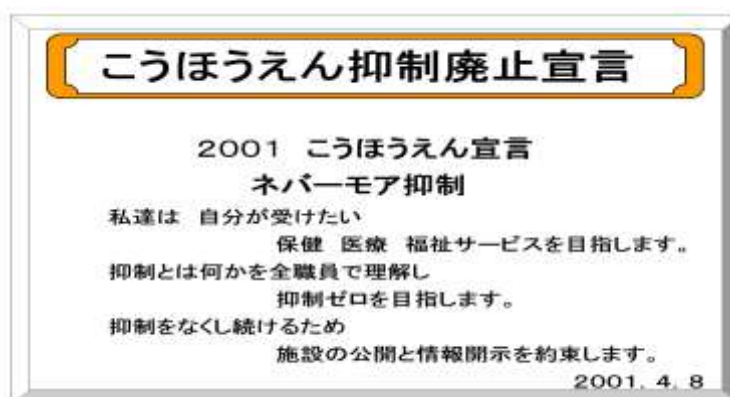 こうほうえん抑制廃止宣言
2001 こうほうえん宣言
ネバーモア抑制
私達は 自分が受けたい
保健 医療 福祉サービスを目指します。
抑制とは何かを全職員で理解し
抑制ゼロを目指します。
抑制をなくし続けるため
施設の公開と情報開示を約束します。
2001. 4. 8